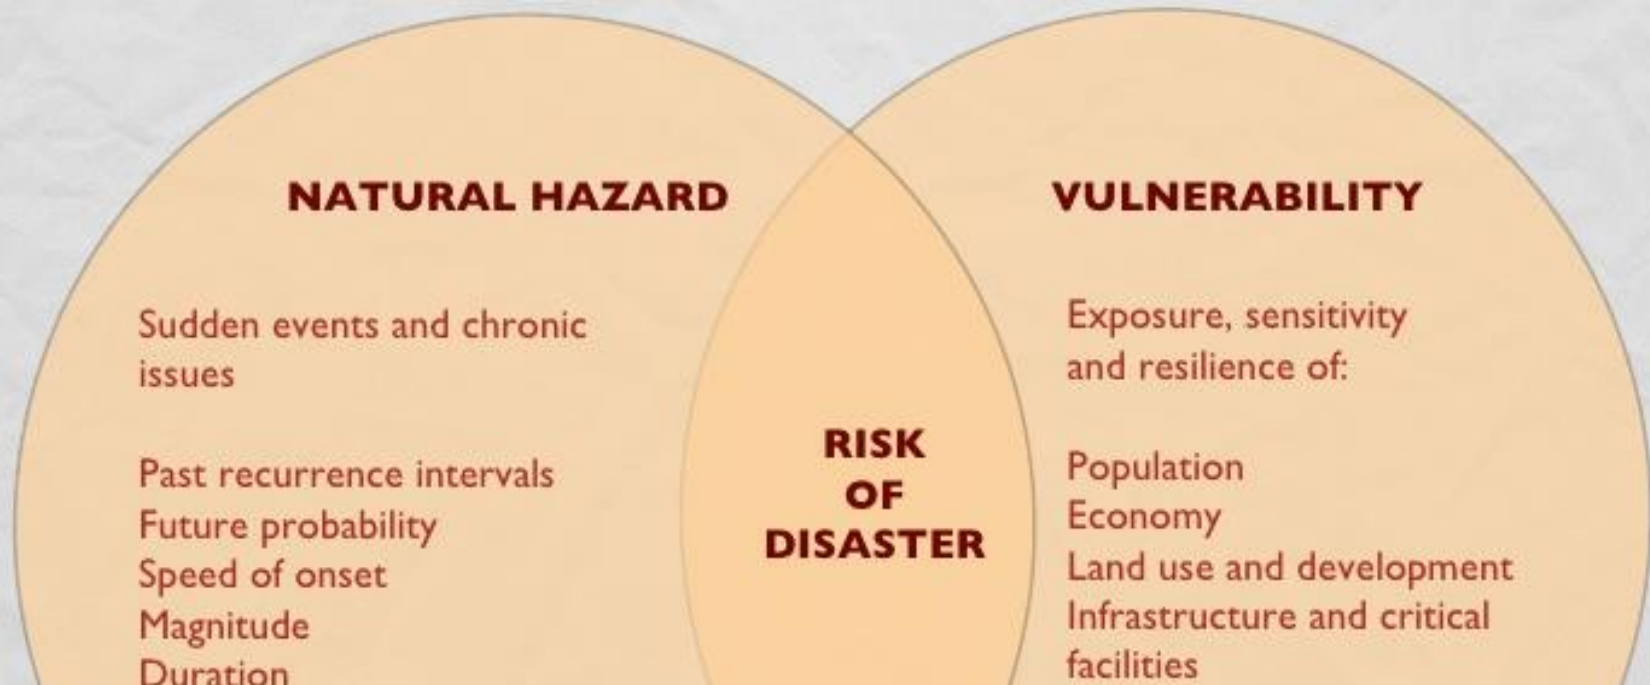 NATURAL HAZARD
Sudden events and chronic
issues
Past recurrence intervals
Future probability
Speed of onset
Magnitude
Duration
RISK
OF
DISASTER
VULNERABILITY
Exposure, sensitivity
and resilience of:
Population
Economy
Land use and development
Infrastructure and critical
facilities